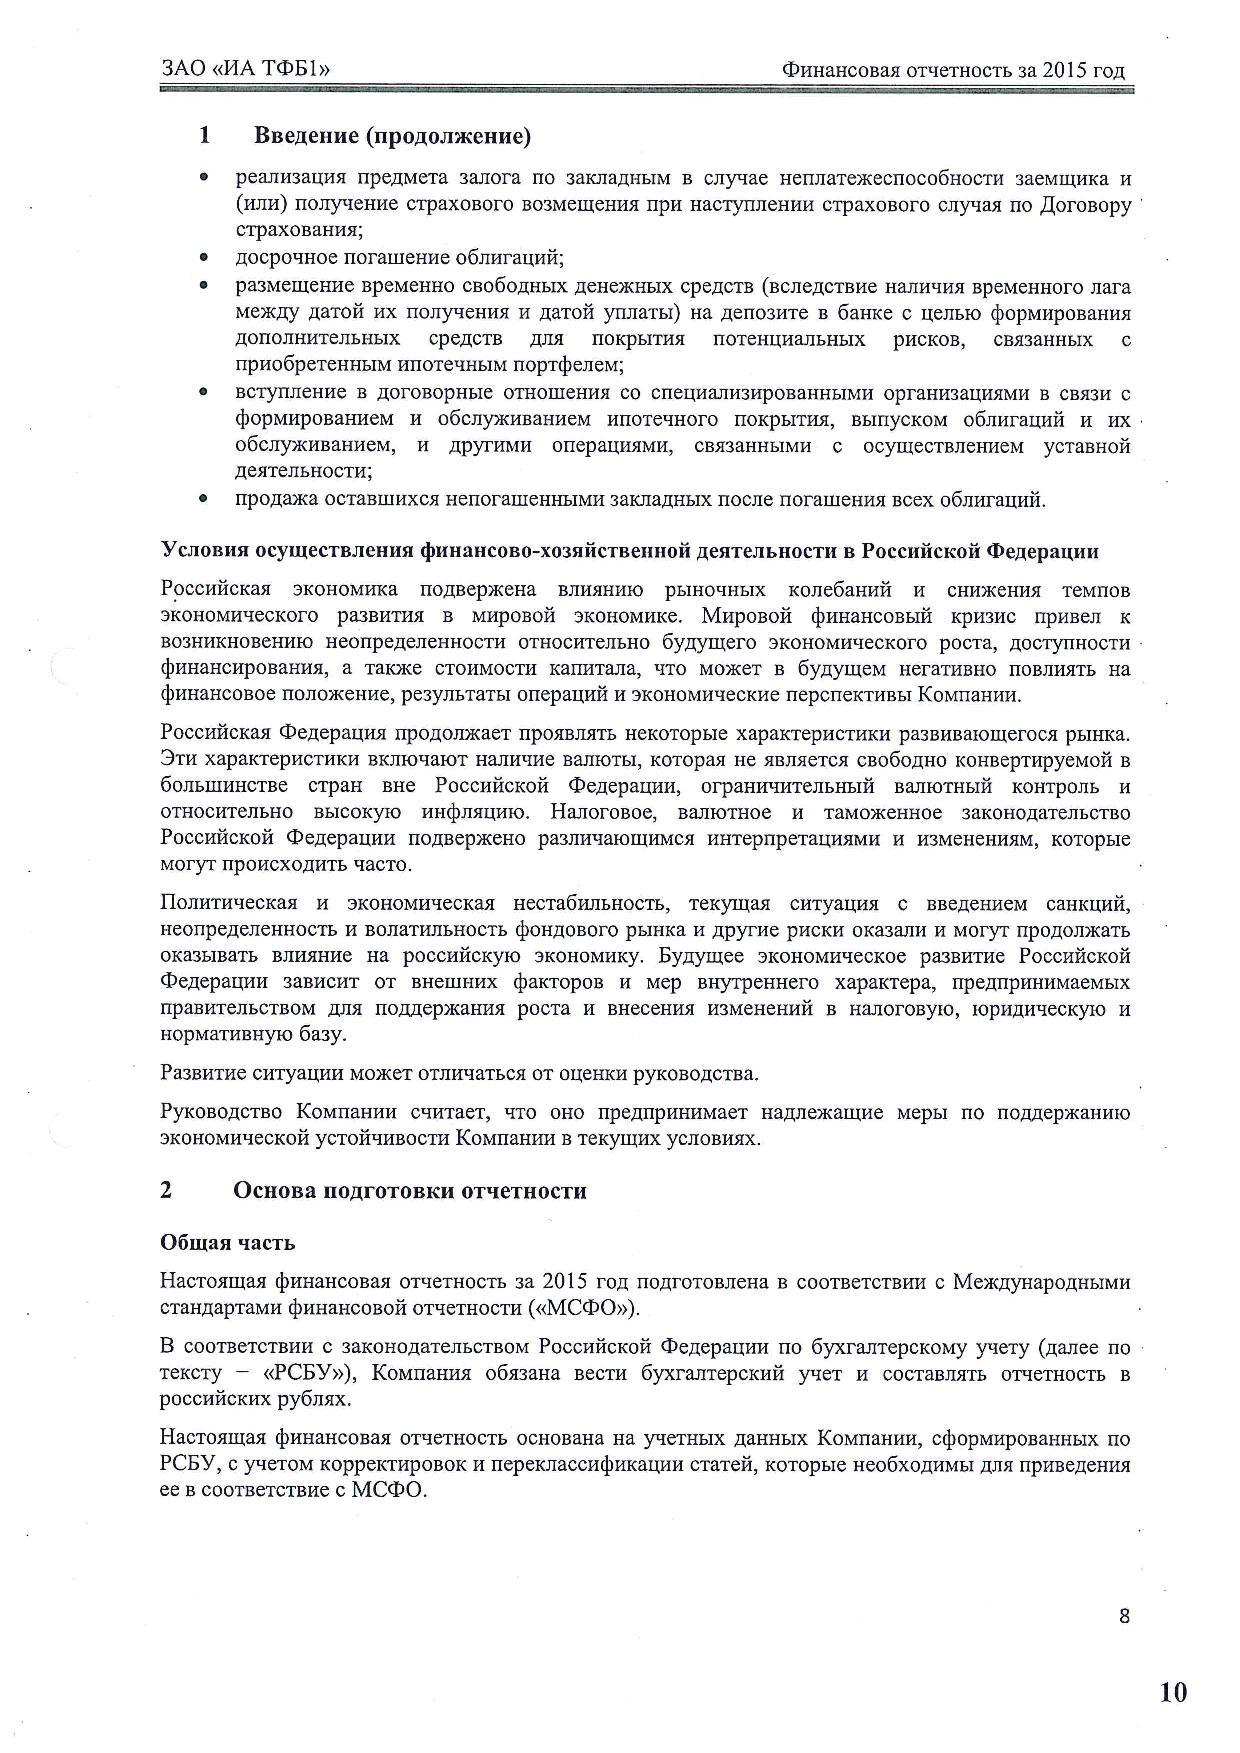 ЗАО «ИА ТФБ1»
Финансовая отчетность за 2015 год
1 Введение (продолжение)
• реализация предмета залога по закладным в случае неплатежеспособности заемщика и
(или) получение страхового возмещения при наступлении страхового случая по Договору
страхования;
• досрочное погашение облигаций;
• размещение временно свободных денежных средств (вследствие наличия временного лага
между датой их получения и датой уплаты) на депозите в банке с целью формирования
дополнительных средств для покрытия потенциальных рисков, связанных с
приобретенным ипотечным портфелем;
• вступление в договорные отношения со специализированными организациями в связи с
формированием и обслуживанием ипотечного покрытия, выпуском облигаций и их
обслуживанием, и другими операциями, связанными с осуществлением уставной
деятельности;
• продажа оставшихся непогашенными закладных после погашения всех облигаций.
Условия осуществления финансово-хозяйственной деятельности в Российской Федерации
Российская экономика подвержена влиянию рыночных колебаний и снижения темпов
экономического развития в мировой экономике. Мировой финансовый кризис привел к
возникновению неопределенности относительно будущего экономического роста, доступности
финансирования, а также стоимости капитала, что может в будущем негативно повлиять на
финансовое положение, результаты операций и экономические перспективы Компании.
Российская Федерация продолжает проявлять некоторые характеристики развивающегося рынка.
Эти характеристики включают наличие валюты, которая не является свободно конвертируемой в
большинстве стран вне Российской Федерации, ограничительный валютный контроль и
относительно высокую инфляцию. Налоговое, валютное и таможенное законодательство
Российской Федерации подвержено различающимся интерпретациями и изменениям, которые
могут происходить часто.
Политическая и экономическая нестабильность, текущая ситуация с введением санкций,
неопределенность и волатильность фондового рынка и другие риски оказали и могут продолжать
оказывать влияние на российскую экономику. Будущее экономическое развитие Российской
Федерации зависит от внешних факторов и мер внутреннего характера, предпринимаемых
правительством для поддержания роста и внесения изменений в налоговую, юридическую и
нормативную базу.
Развитие ситуации может отличаться от оценки руководства.
Руководство Компании считает, что оно предпринимает надлежащие меры по поддержанию
экономической устойчивости Компании в текущих условиях.
2 Основа подготовки отчетности
Общая часть
Настоящая финансовая отчетность за 2015 год подготовлена в соответствии с Международными
стандартами финансовой отчетности («МСФО»).
В соответствии с законодательством Российской Федерации по бухгалтерскому учету (далее по
тексту – «РСБУ»), Компания обязана вести бухгалтерский учет и составлять отчетность в
российских рублях.
Настоящая финансовая отчетность основана на учетных данных Компании, сформированных по
РСБУ, с учетом корректировок и переклассификации статей, которые необходимы для приведения
ее в соответствие с МСФО.
8
10